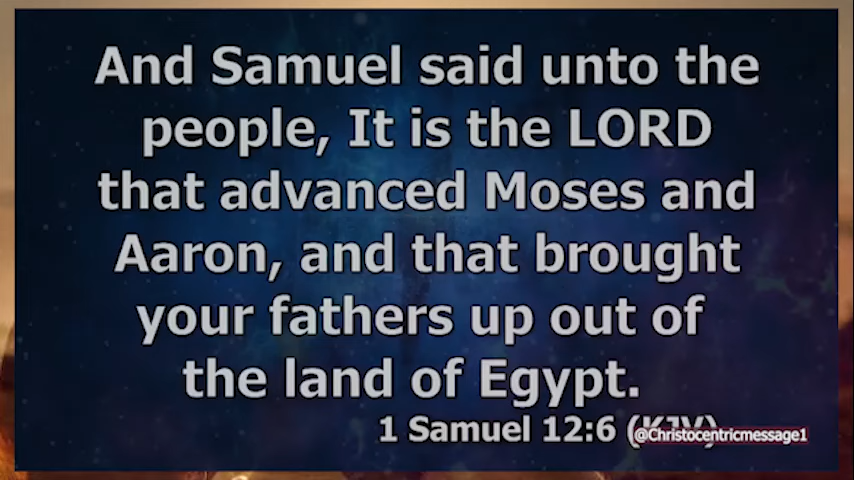 And Samuel said unto the
people, It is the LORD
that advanced Moses and
Aaron, and that brought
your fathers up out of
the land of Egypt.
1 Samuel 12:6 (KJV)
@Christocentricmessage1